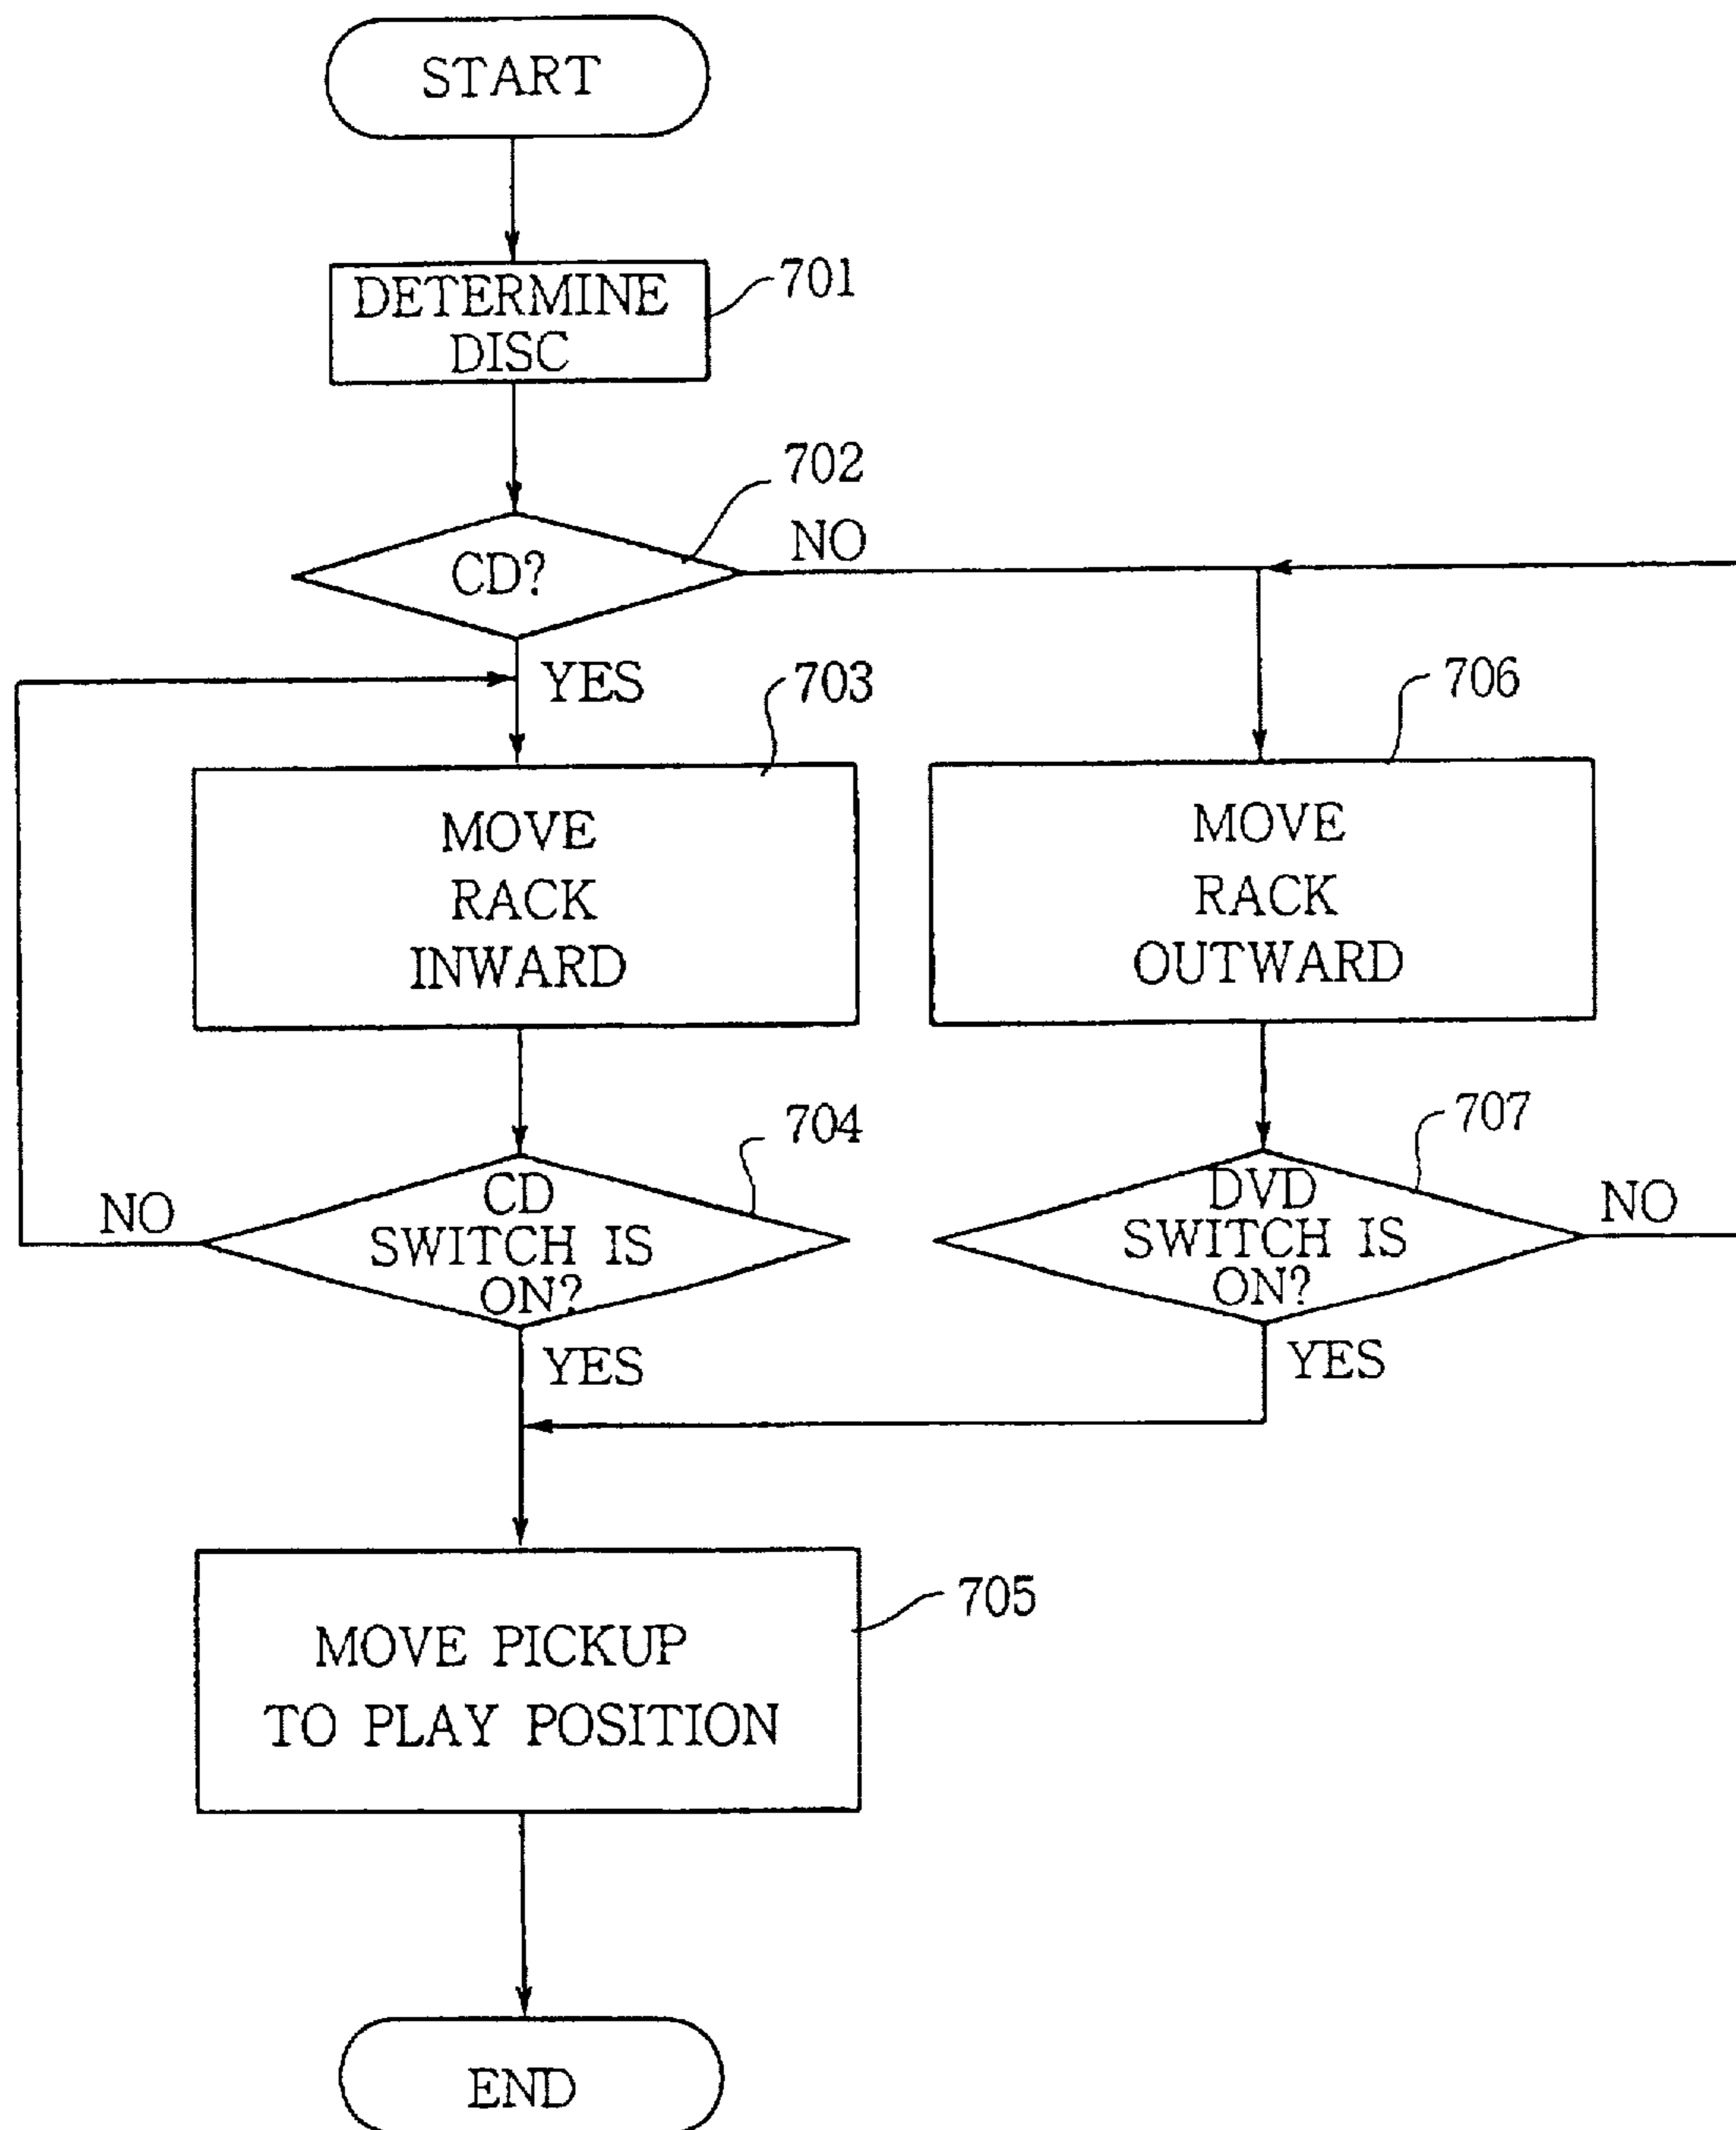 START
DETERMINE
DISC
701
702
CD?
NO
YES
703
MOVE
RACK
INWARD
706
MOVE
RACK
OUTWARD
704
CD
SWITCH IS
ON?
NO
YES
707
DVD
SWITCH IS
ON?
NO
YES
705
MOVE PICKUP
TO PLAY POSITION
END